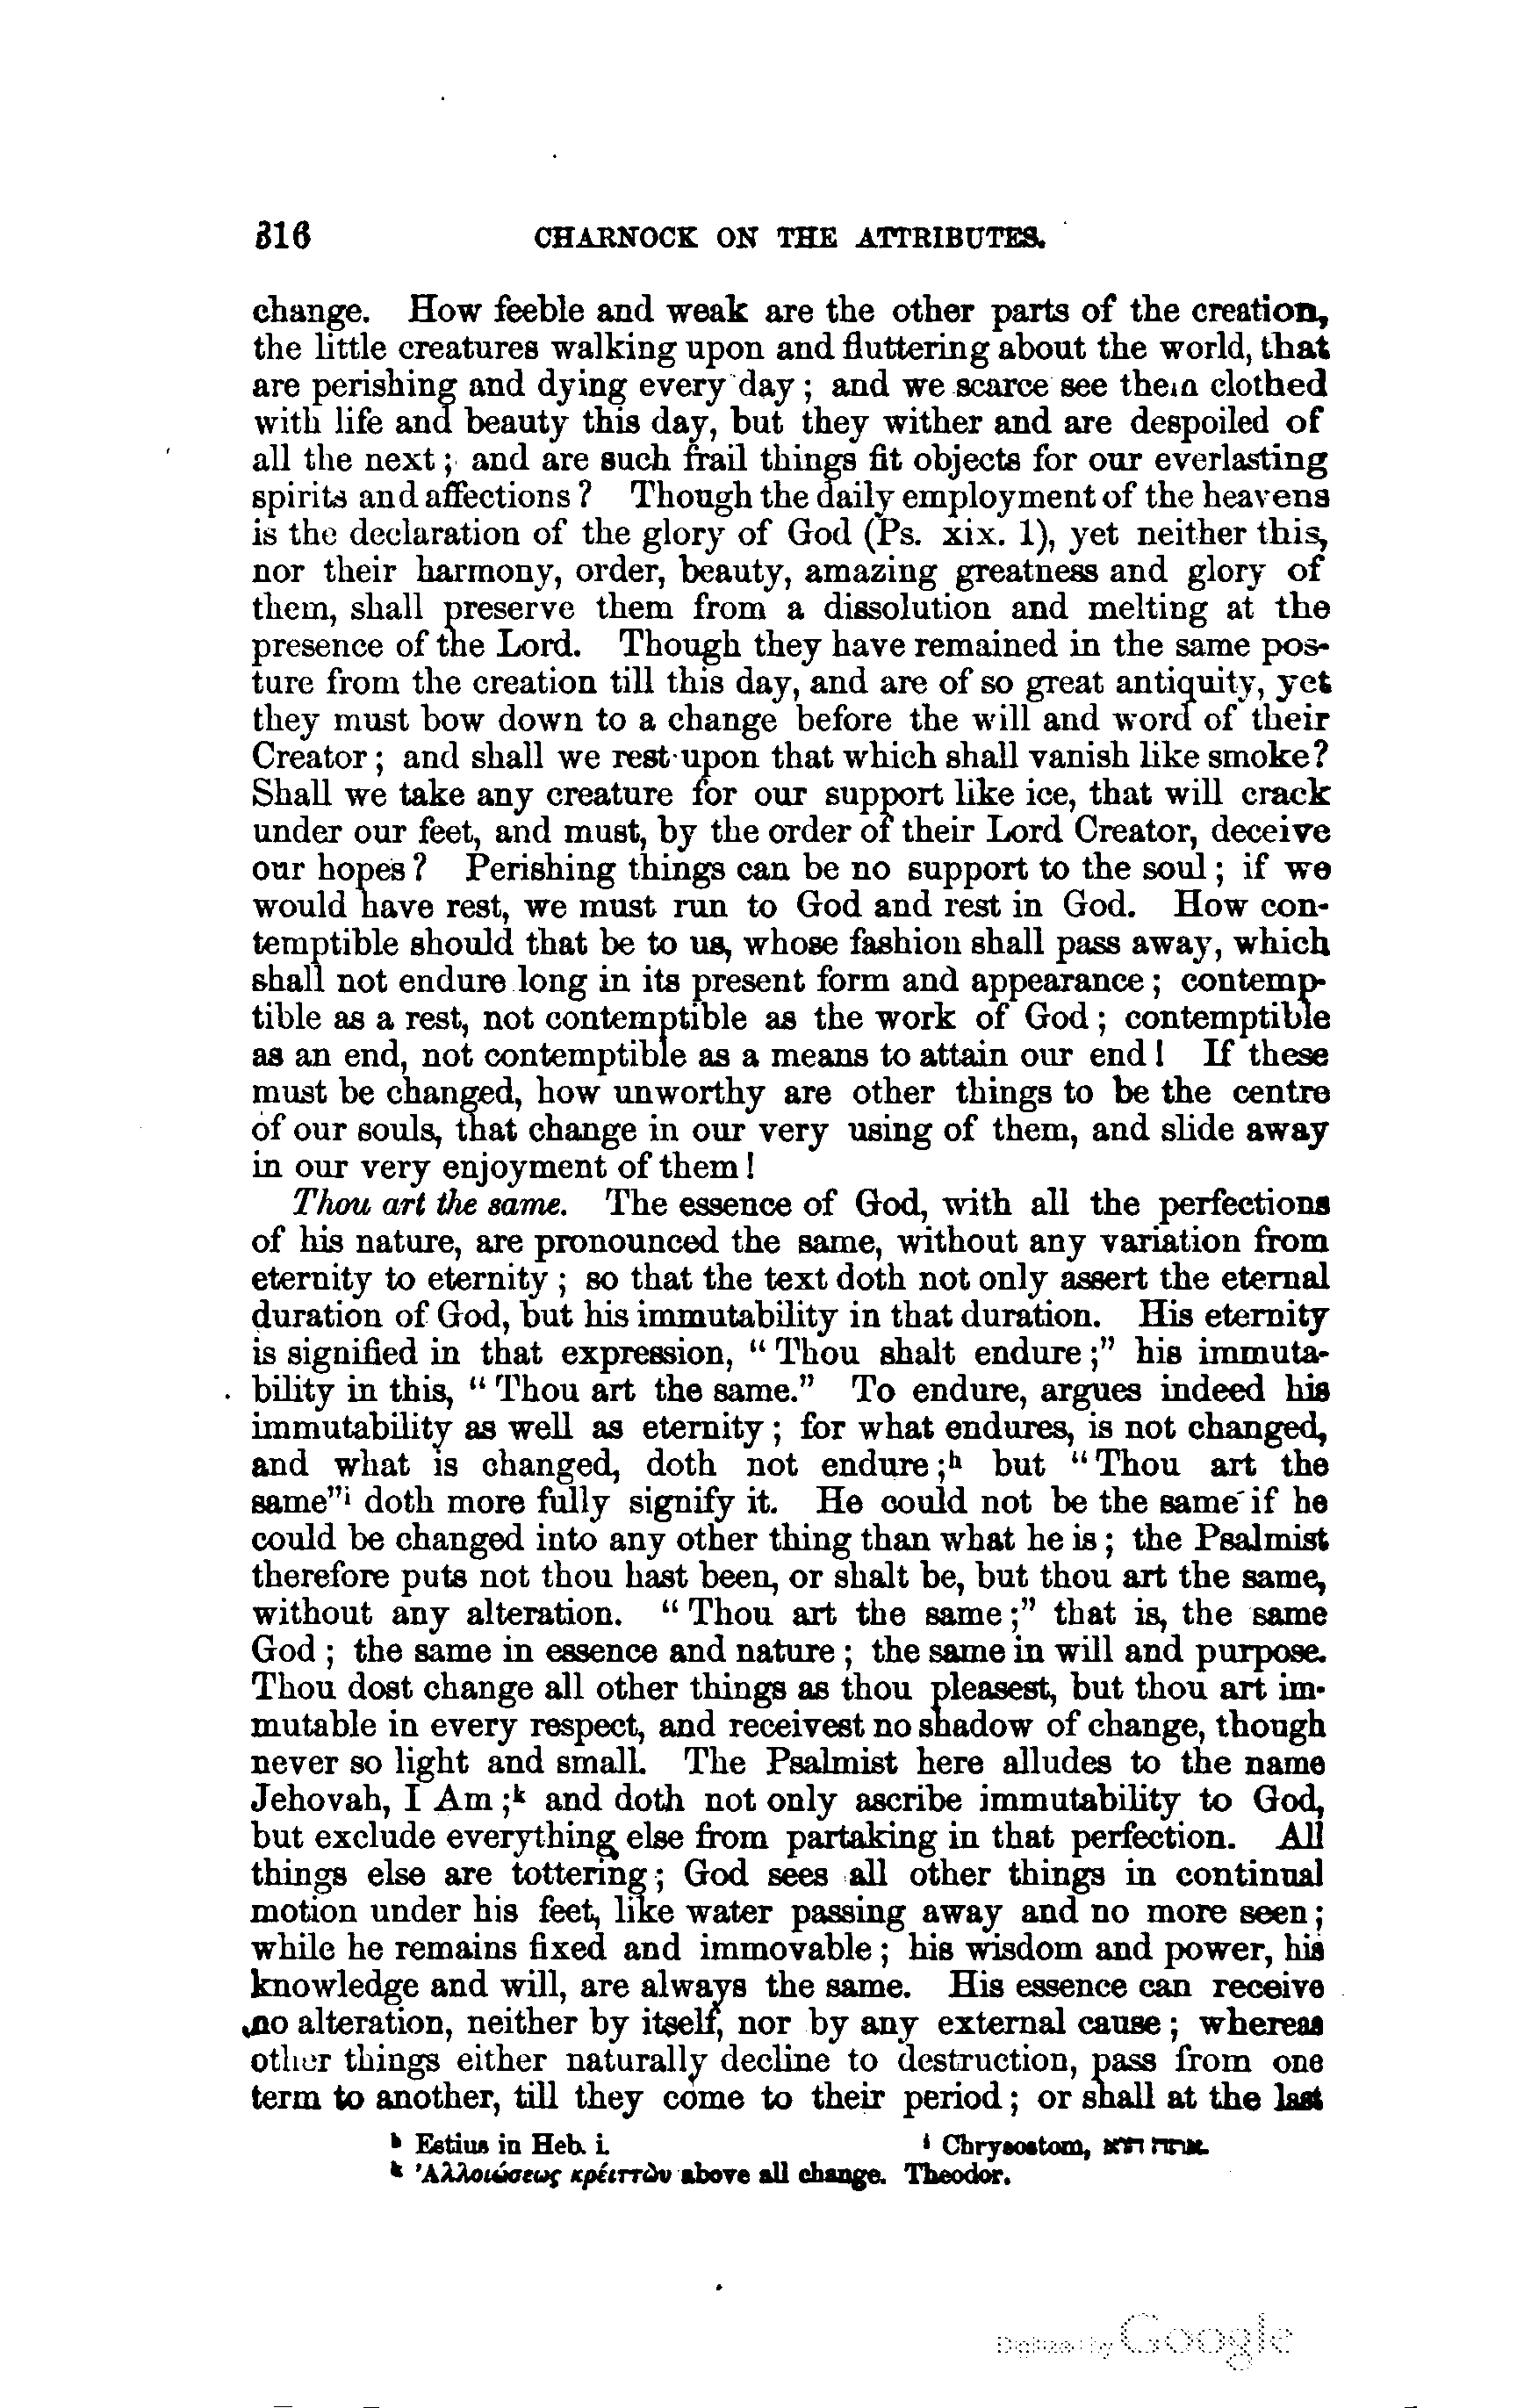 316 CHARNOCK ON THE ATTRIBUTES.
change. How feeble and weak are the other parts of the creation,
the little creatures walking upon and fluttering about the world, that
are perishing and dying every day; and we scarce see them clothed
with life and beauty this day, but they wither and are despoiled of
all the next; and are such frail things fit objects for our everlasting
spirits and affections? Though the daily employment of the heavens
is the declaration of the glory of God (Ps. xix. 1), yet neither this,
nor their harmony, order, beauty, amazing greatness and glory of
them, shall preserve them from a dissolution and melting at the
presence of the Lord. Though they have remained in the same pos-
ture from the creation till this day, and are of so great antiquity, yet
they must bow down to a change before the will and word of their
Creator; and shall we rest upon that which shall vanish like smoke?
Shall we take any creature for our support like ice, that will crack
under our feet, and must, by the order of their Lord Creator, deceive
our hopes? Perishing things can be no support to the soul; if we
would have rest, we must run to God and rest in God. How con-
temptible should that be to us, whose fashion shall pass away, which
shall not endure long in its present form and appearance; contemp-
tible as a rest, not contemptible as the work of God; contemptible
as an end, not contemptible as a means to attain our end! If these
must be changed, how unworthy are other things to be the centre
of our souls, that change in our very using of them, and slide away
in our very enjoyment of them!
Thou art the same. The essence of God, with all the perfections
of his nature, are pronounced the same, without any variation from
eternity to eternity; so that the text doth not only assert the eternal
duration of God, but his immutability in that duration. His eternity
is signified in that expression, "Thou shalt endure;" his immuta-
bility in this, "Thou art the same." To endure, argues indeed his
immutability as well as eternity; for what endures, is not changed,
and what is changed, doth not endure;h but "Thou art the
same"i doth more fully signify it. He could not be the same if he
could be changed into any other thing than what he is; the Psalmist
therefore puts not thou hast been, or shalt be, but thou art the same,
without any alteration. "Thou art the same;" that is, the same
God; the same in essence and nature; the same in will and purpose.
Thou dost change all other things as thou pleasest, but thou art im-
mutable in every respect, and receivest no shadow of change, though
never so light and small. The Psalmist here alludes to the name
Jehovah, I Am;k and doth not only ascribe immutability to God,
but exclude everything else from partaking in that perfection. All
things else are tottering; God sees all other things in continual
motion under his feet, like water passing away and no more seen;
while he remains fixed and immovable; his wisdom and power, his
knowledge and will, are always the same. His essence can receive
no alteration, neither by itself, nor by any external cause; whereas
other things either naturally decline to destruction, pass from one
term to another, till they come to their period; or shall at the last
h Estius in Heb. i. i Chrysostom, אתה הוא.
k Ἀλλοιώσεως κρέιττῶν above all change. Theodor.
Digitized by Google